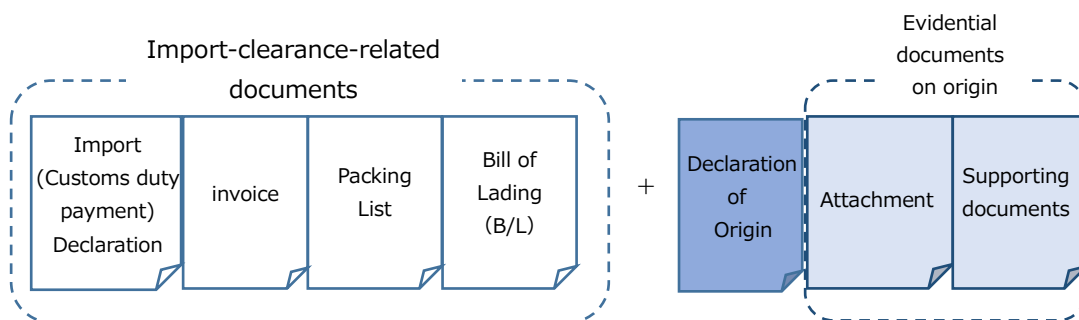 Import-clearance-related
documents
Evidential
documents
on origin
Import
(Customs duty
payment)
Declaration
invoice
Packing
List
Bill of
Lading
(B/L)
+
Declaration
of
Origin
Attachment
Supporting
documents